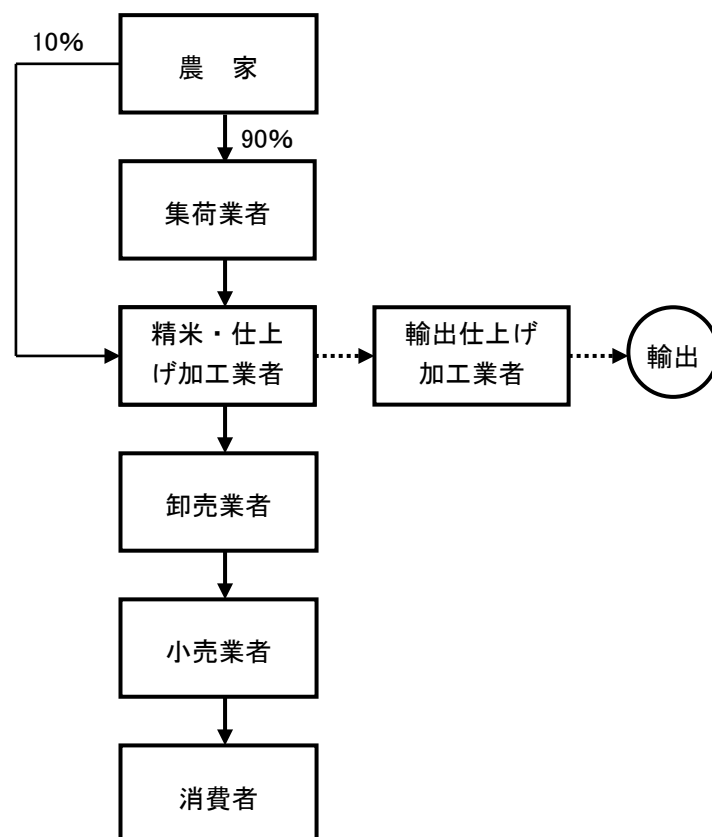 10%
農　家
90%
集荷業者
精米・仕上
げ加工業者
輸出仕上げ
加工業者
輸出
卸売業者
小売業者
消費者